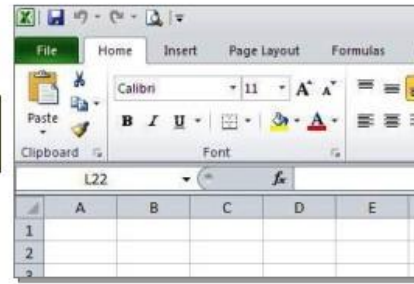 File Home Insert Page Layout Formulas
Calibri 11 A A
Paste B I U A
Clipboard Font
L22 fx
A B C D E
1
2